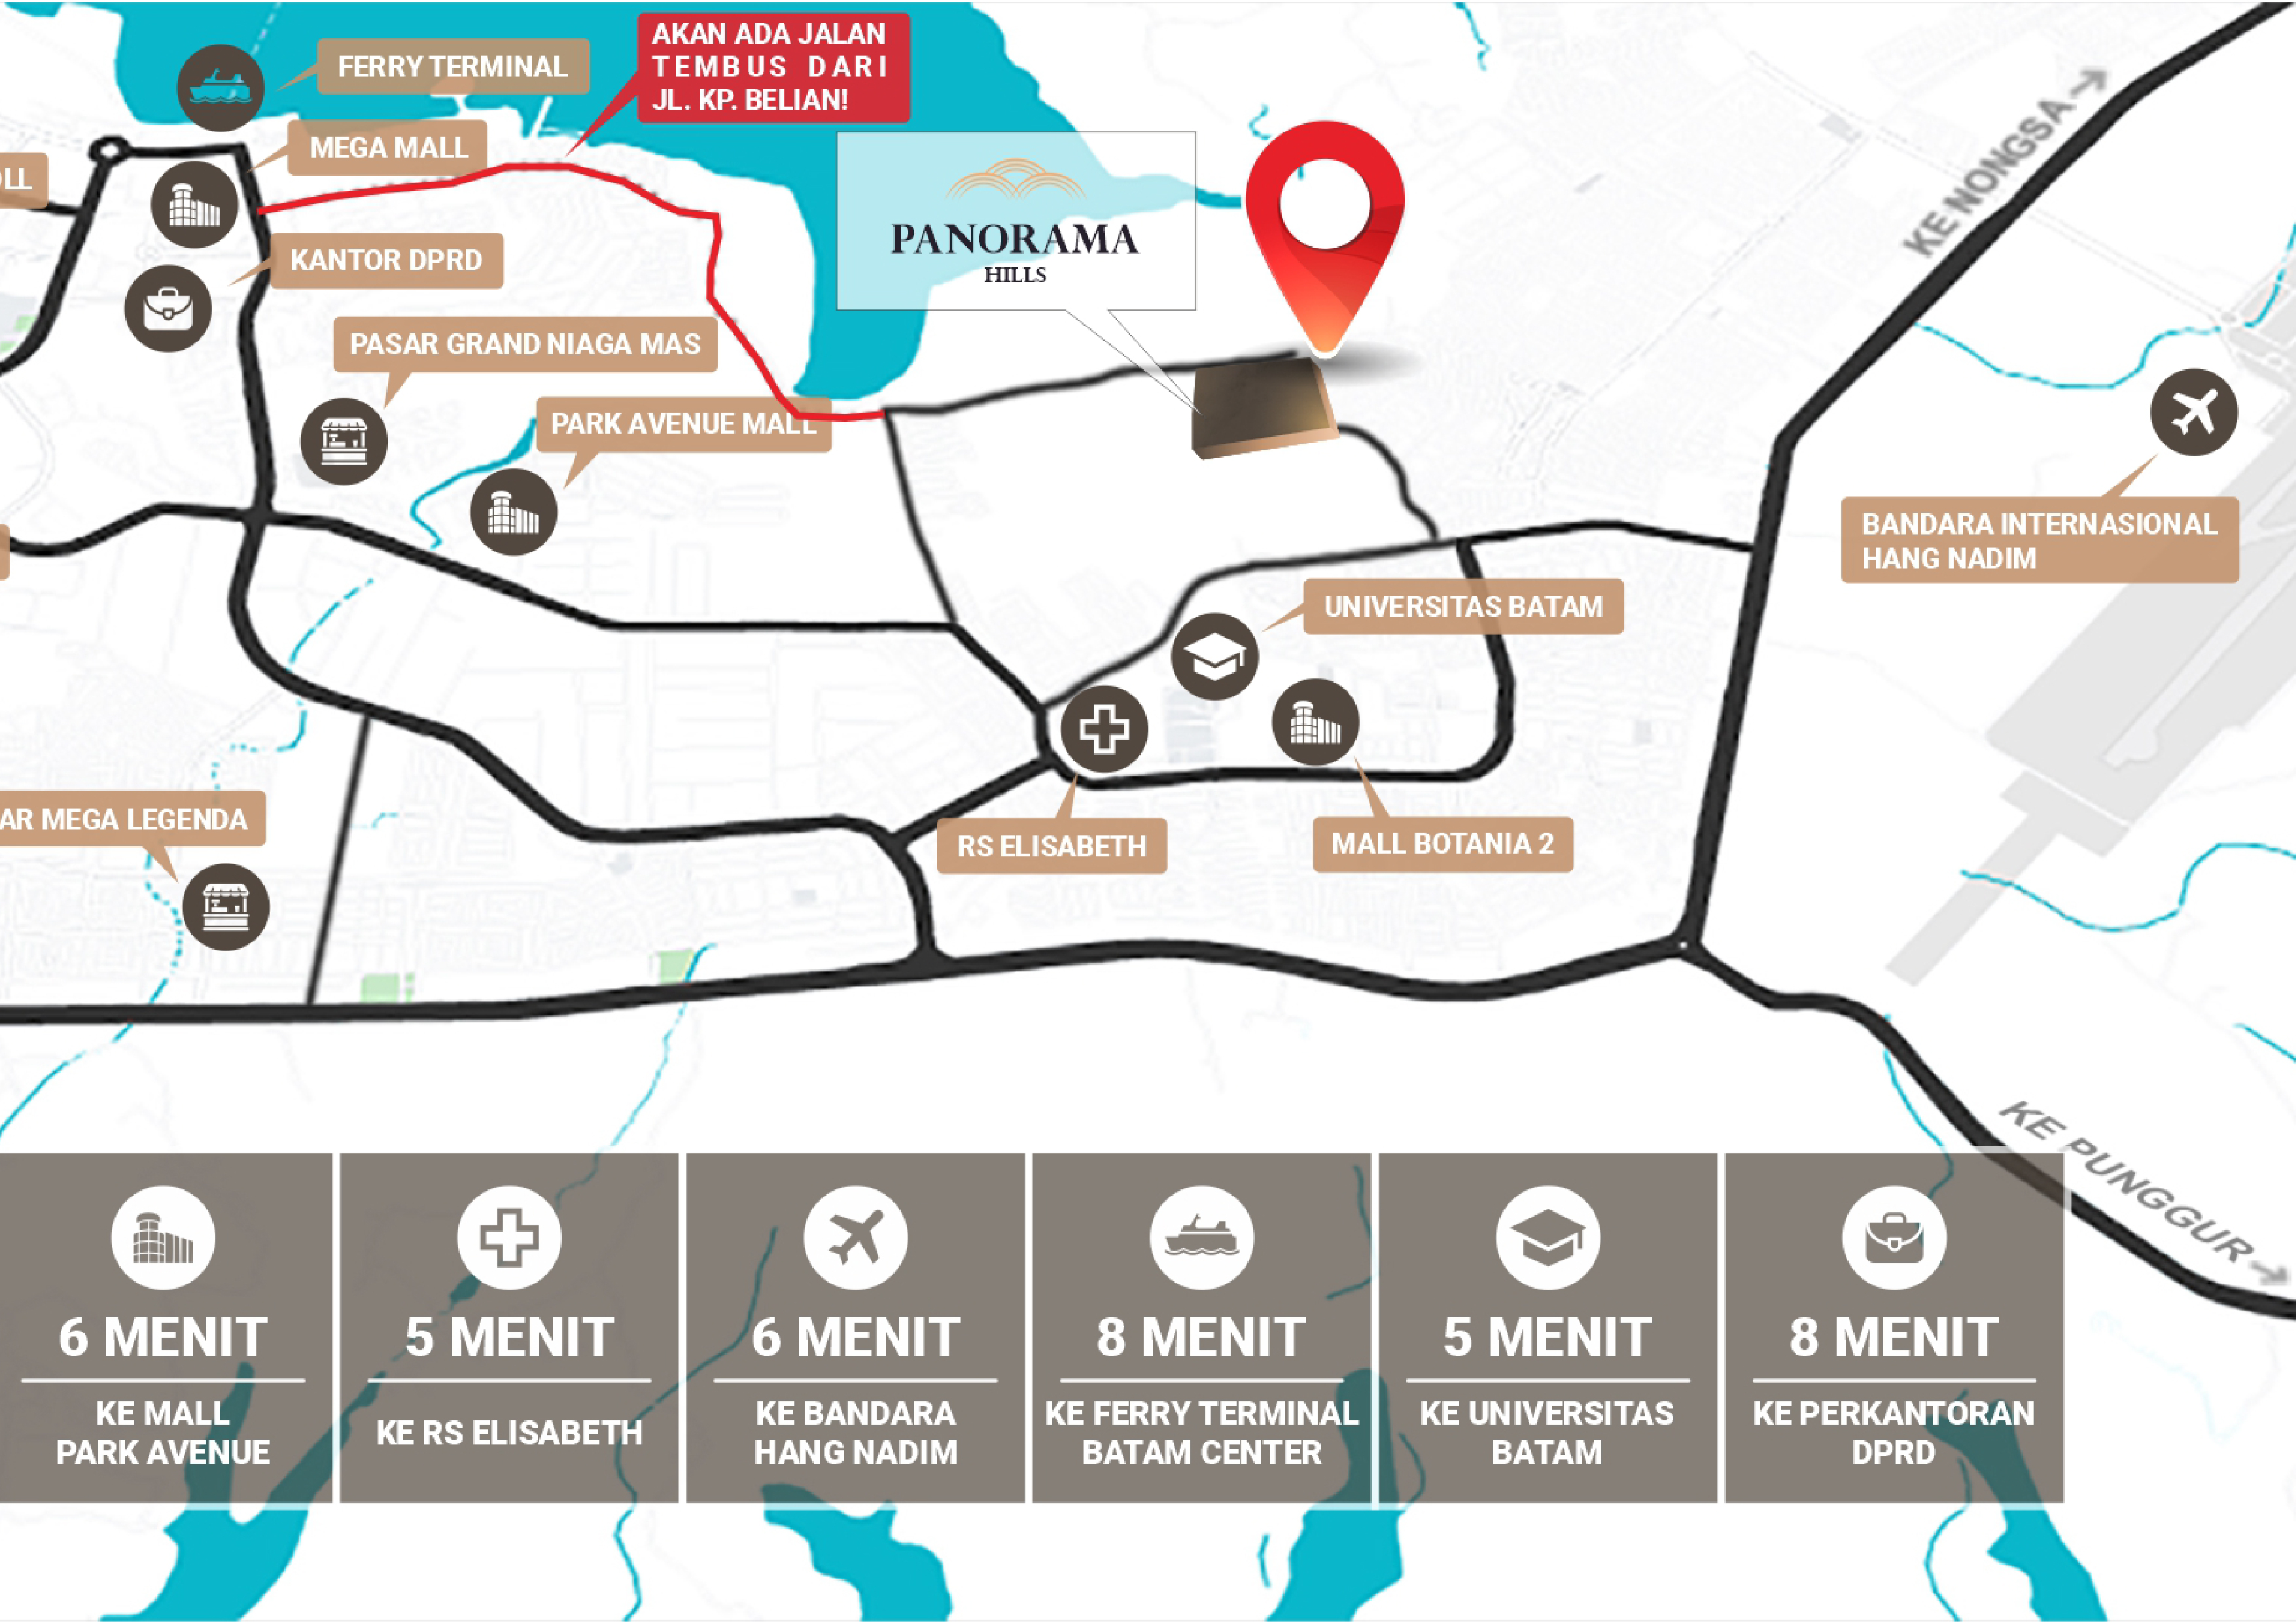 FERRY TERMINAL
AKAN ADA JALAN
TEMBUS DARI
JL. KP. BELIAN!
MEGA MALL
LL
KANTOR DPRD
PANORAMA
HILLS
KE NONGSA
PASAR GRAND NIAGA MAS
PARK AVENUE MALL
BANDARA INTERNASIONAL
HANG NADIM
UNIVERSITAS BATAM
AR MEGA LEGENDA
RS ELISABETH
MALL BOTANIA 2
KE PUNGGUR
6 MENIT
KE MALL
PARK AVENUE
5 MENIT
KE RS ELISABETH
6 MENIT
KE BANDARA
HANG NADIM
8 MENIT
KE FERRY TERMINAL
BATAM CENTER
5 MENIT
KE UNIVERSITAS
BATAM
8 MENIT
KE PERKANTORAN
DPRD